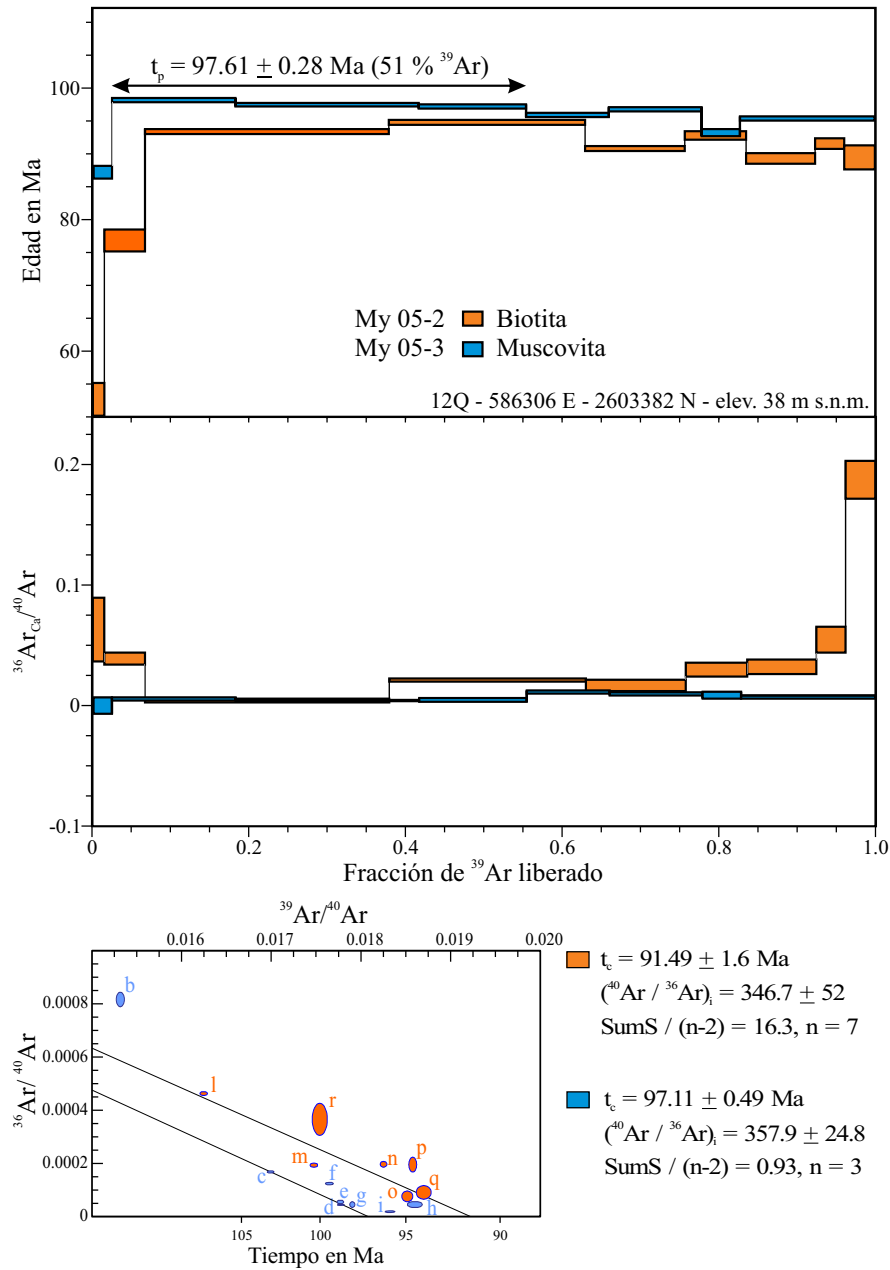 tₚ = 97.61 ± 0.28 Ma (51 % ³⁹Ar)
100
80
60
Edad en Ma
My 05-2 Biotita
My 05-3 Muscovita
12Q - 586306 E - 2603382 N - elev. 38 m s.n.m.
0.2
0.1
0
-0.1
³⁶Ar_Ca/⁴⁰Ar
0 0.2 0.4 0.6 0.8 1.0
Fracción de ³⁹Ar liberado
³⁹Ar/⁴⁰Ar
0.016 0.017 0.018 0.019 0.020
0.0008
0.0006
0.0004
0.0002
0
³⁶Ar/ ⁴⁰Ar
b
l
r
m
n
p
c
f
o
q
d
e
g
i
h
105 100 95 90
Tiempo en Ma
t_c = 91.49 ± 1.6 Ma
(⁴⁰Ar / ³⁶Ar)ᵢ = 346.7 ± 52
SumS / (n-2) = 16.3, n = 7
t_c = 97.11 ± 0.49 Ma
(⁴⁰Ar / ³⁶Ar)ᵢ = 357.9 ± 24.8
SumS / (n-2) = 0.93, n = 3